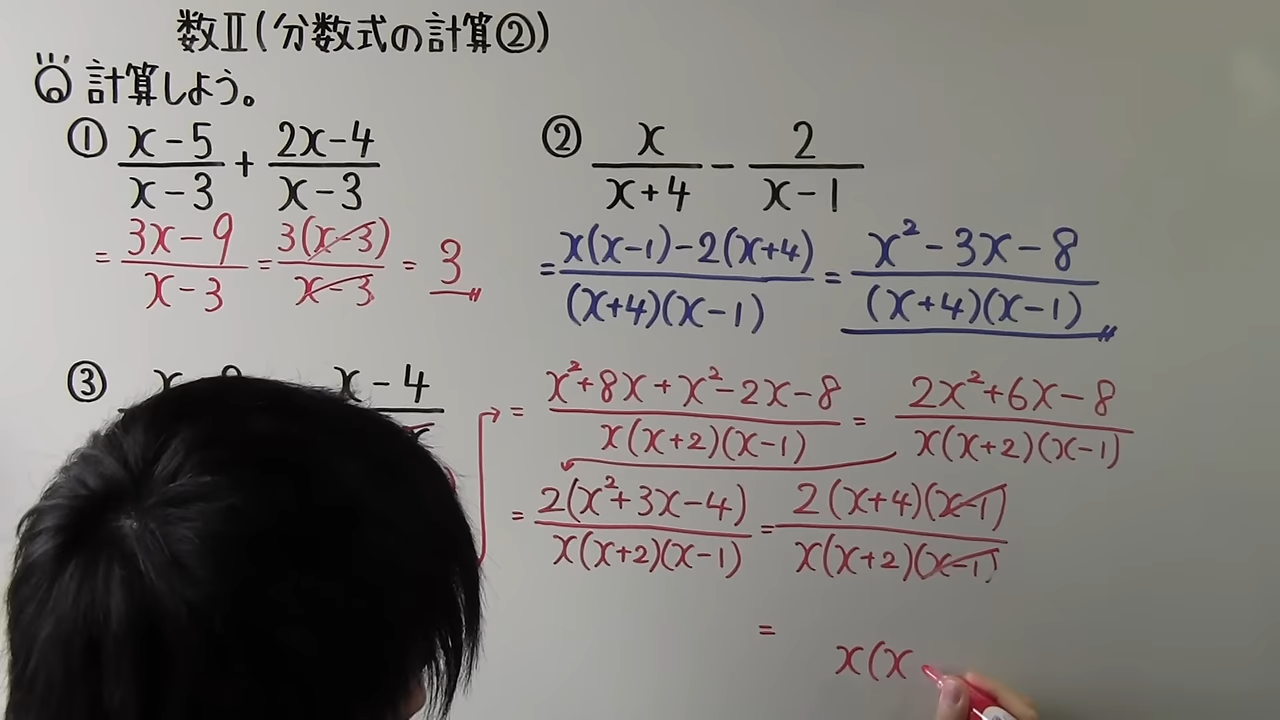 数Ⅱ(分数式の計算②)
計算しよう。
① (x-5)/(x-3) + (2x-4)/(x-3)
= (3x-9)/(x-3) = 3(x-3)/(x-3) = 3
② x/(x+4) - 2/(x-1)
= (x(x-1)-2(x+4))/((x+4)(x-1)) = (x²-3x-8)/((x+4)(x-1))
③ x-4
= (x²+8x+x²-2x-8)/(x(x+2)(x-1)) = (2x²+6x-8)/(x(x+2)(x-1))
= 2(x²+3x-4)/(x(x+2)(x-1)) = 2(x+4)(x-1)/(x(x+2)(x-1))
=
x(x